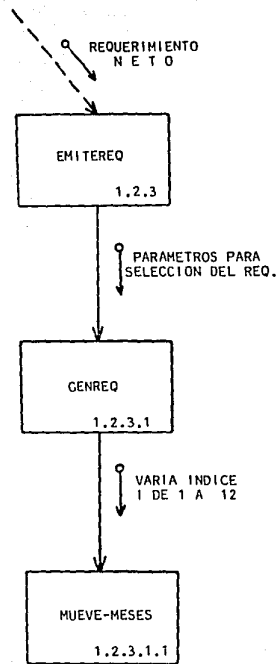 REQUERIMIENTO
N E T O
EMITEREQ
1.2.3
PARAMETROS PARA
SELECCION DEL REQ.
GENREQ
1.2.3.1
VARIA INDICE
I DE 1 A 12
MUEVE-MESES
1.2.3.1.1